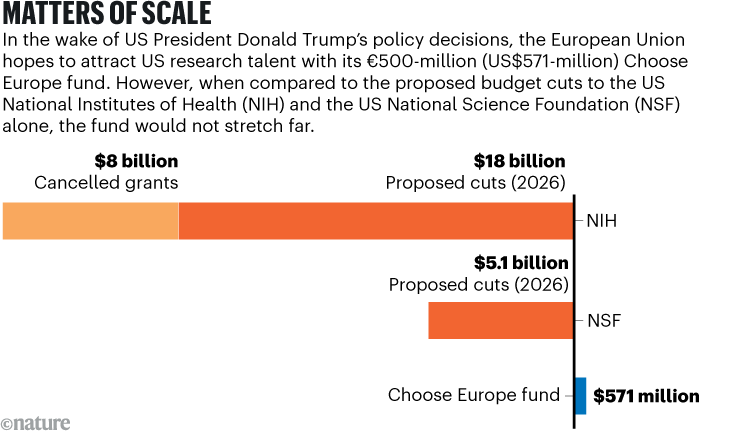 MATTERS OF SCALE
In the wake of US President Donald Trump’s policy decisions, the European Union
hopes to attract US research talent with its €500-million (US$571-million) Choose
Europe fund. However, when compared to the proposed budget cuts to the US
National Institutes of Health (NIH) and the US National Science Foundation (NSF)
alone, the fund would not stretch far.
$8 billion
Cancelled grants
$18 billion
Proposed cuts (2026)
NIH
$5.1 billion
Proposed cuts (2026)
NSF
Choose Europe fund
$571 million
©nature